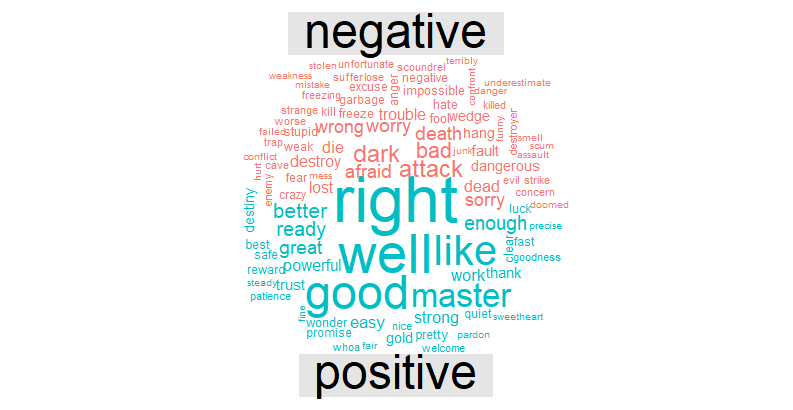 negative
stolen unfortunate scoundrel terribly
weakness suffer lose negative confront underestimate
mistake excuse anger impossible danger
freezing garbage hate killed
strange kill freeze trouble fool wedge funny destroyer
worse wrong worry death hang smell
failed stupid scum
trap weak die dark bad junk fault assault
conflict cave destroy afraid attack dangerous
hurt enemy fear mess evil strike
crazy lost right dead sorry concern
destiny better luck doomed
ready enough precise
best great well like clear fast
safe goodness
reward powerful work thank
steady trust good master
patience
fine wonder easy nice strong quiet sweetheart
promise gold pretty pardon
whoa fair welcome
positive